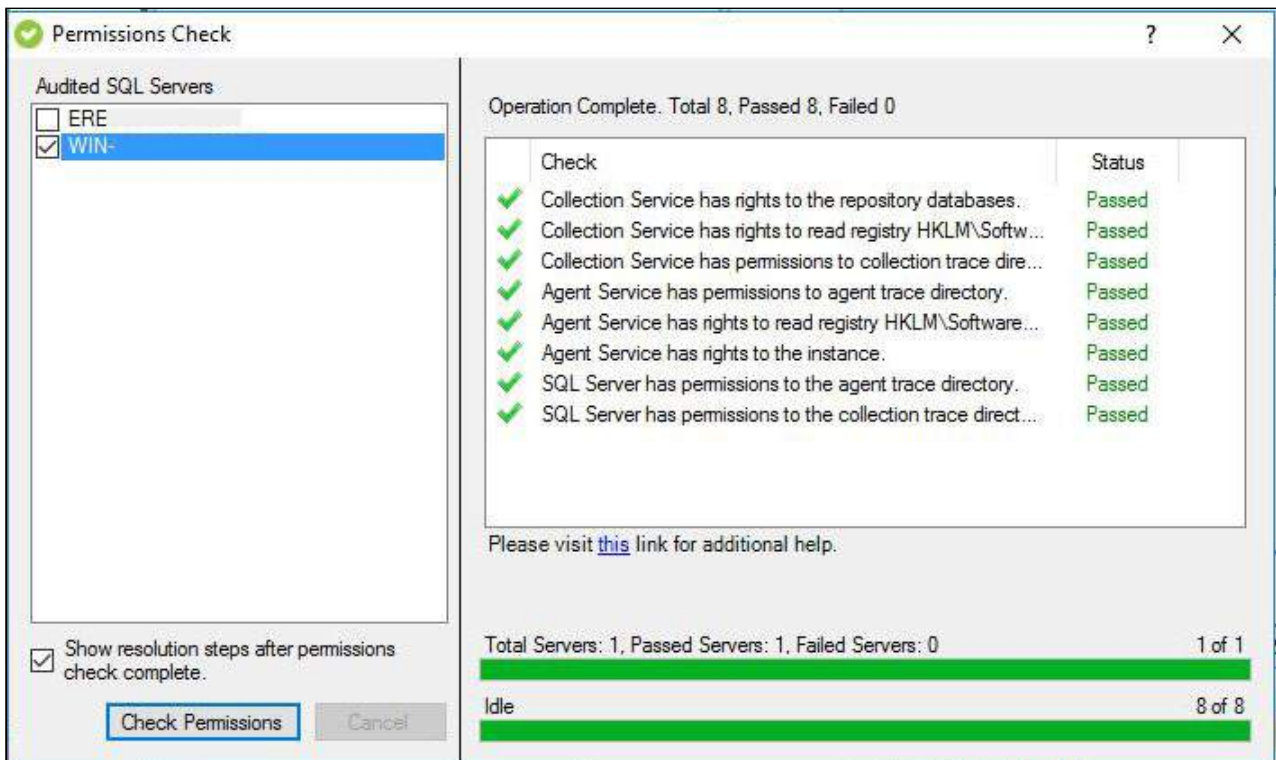 Permissions Check
?
Audited SQL Servers
ERE
WIN-
Show resolution steps after permissions
check complete.
Check Permissions
Cancel
Operation Complete. Total 8, Passed 8, Failed 0
Check Status
Collection Service has rights to the repository databases. Passed
Collection Service has rights to read registry HKLM\Softw... Passed
Collection Service has permissions to collection trace dire... Passed
Agent Service has permissions to agent trace directory. Passed
Agent Service has rights to read registry HKLM\Software... Passed
Agent Service has rights to the instance. Passed
SQL Server has permissions to the agent trace directory. Passed
SQL Server has permissions to the collection trace direct... Passed
Please visit this link for additional help.
Total Servers: 1, Passed Servers: 1, Failed Servers: 0 1 of 1
Idle 8 of 8